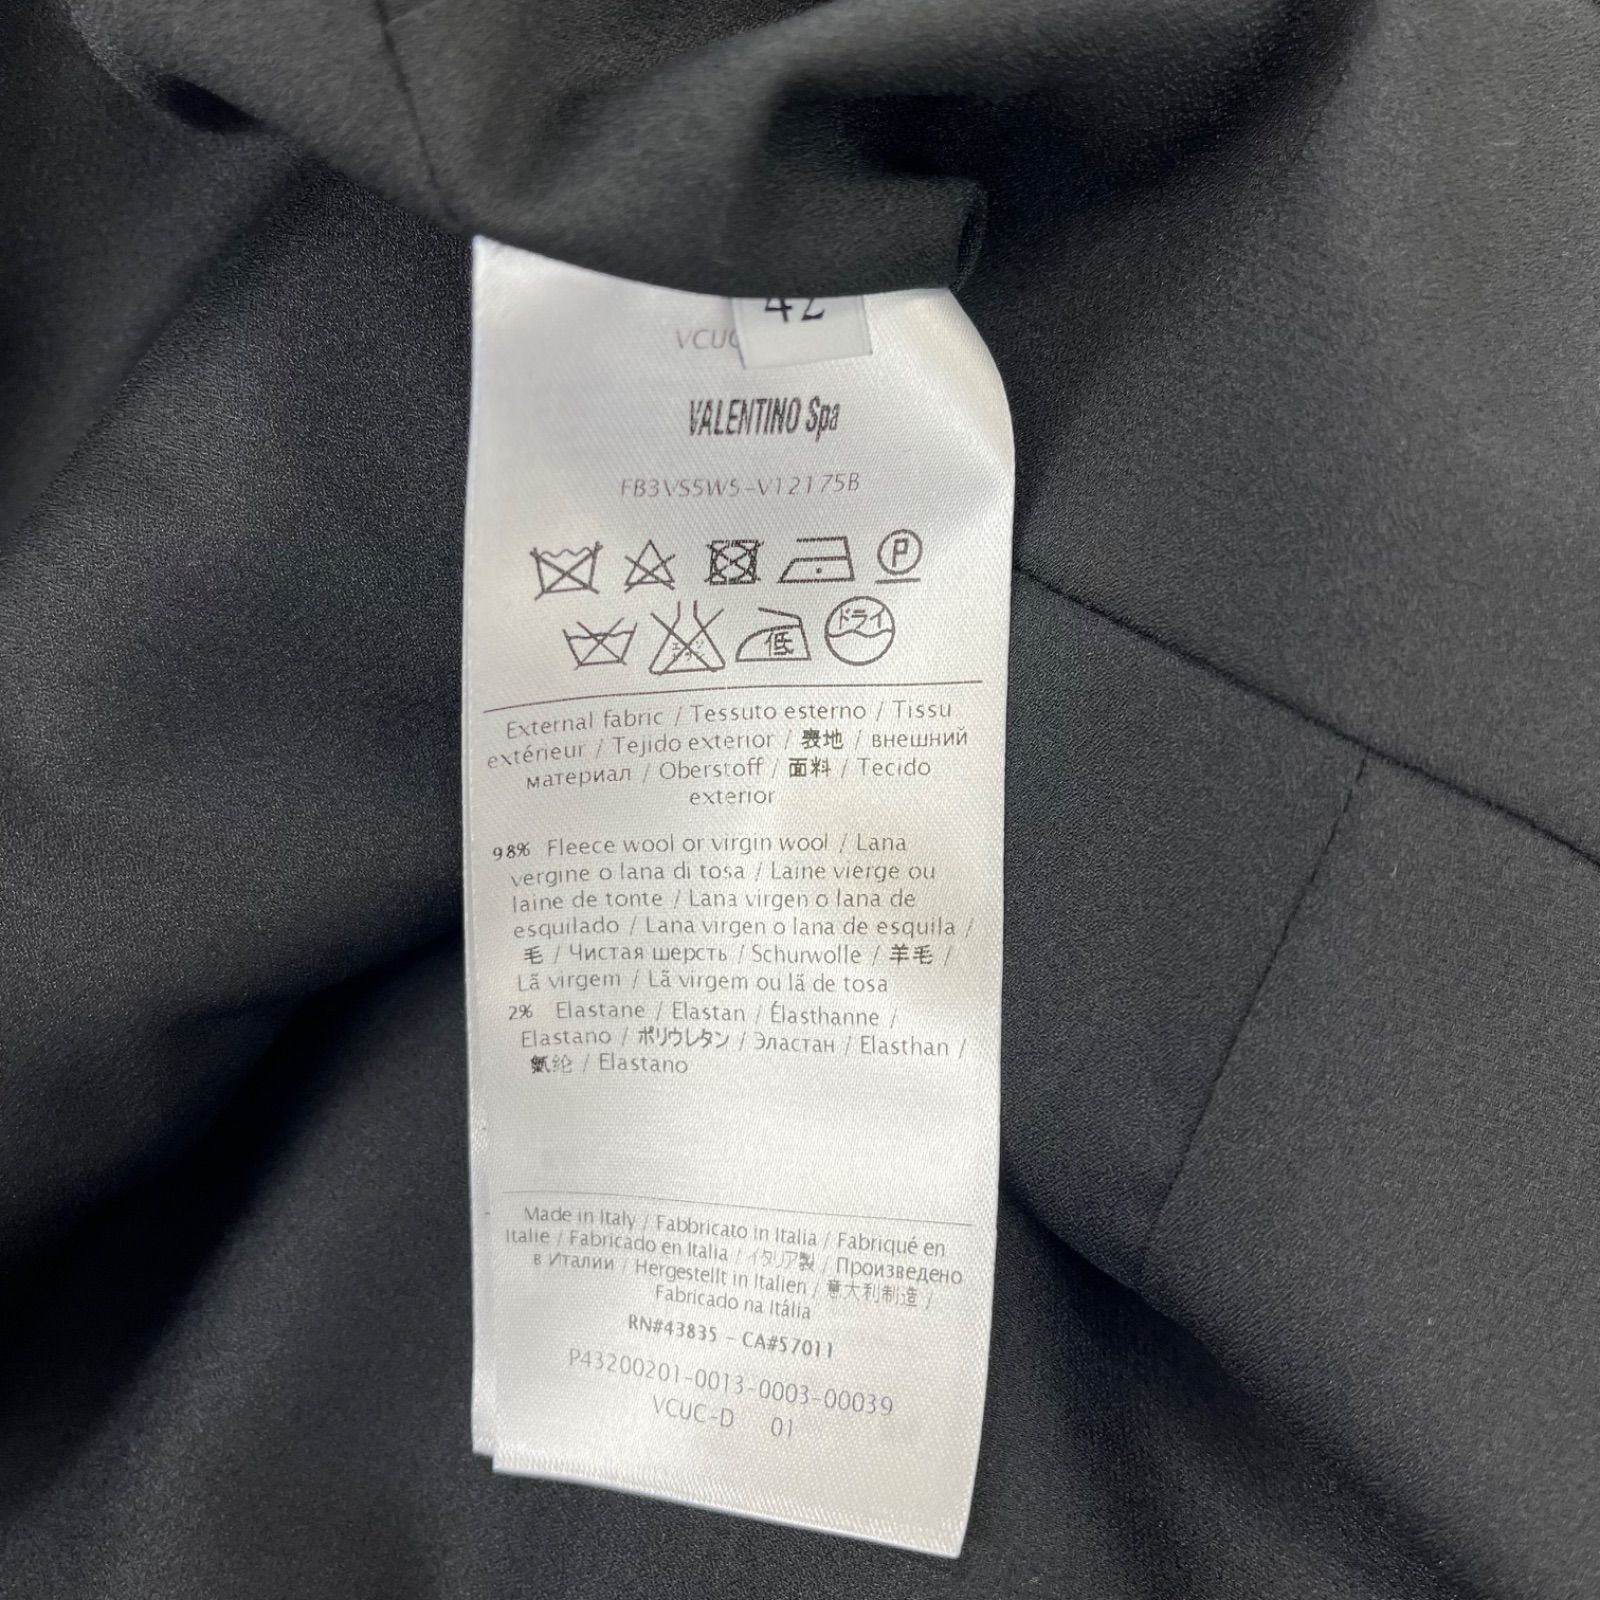 42
VCUC
VALENTINO Spa
FB3VS5W5-V12175B
P
ドライ
低
External fabric / Tessuto esterno / Tissu
extérieur / Tejido exterior / 表地 / внешний
материал / Oberstoff / 面料 / Tecido
exterior
98% Fleece wool or virgin wool / Lana
vergine o lana di tosa / Laine vierge ou
laine de tonte / Lana virgen o lana de
esquilado / Lana virgen o lana de esquila /
毛 / Чистая шерсть / Schurwolle / 羊毛 /
Lã virgem / Lã virgem ou lã de tosa
2% Elastane / Elastan / Élasthanne /
Elastano / ポリウレタン / Эластан / Elasthan /
氨纶 / Elastano
Made in Italy / Fabbricato in Italia / Fabriqué en
Italie / Fabricado en Italia / イタリア製 / Произведено
в Италии / Hergestellt in Italien / 意大利制造 /
Fabricado na Itália
RN#43835 - CA#57011
P43200201-0013-0003-00039
VCUC-D 01